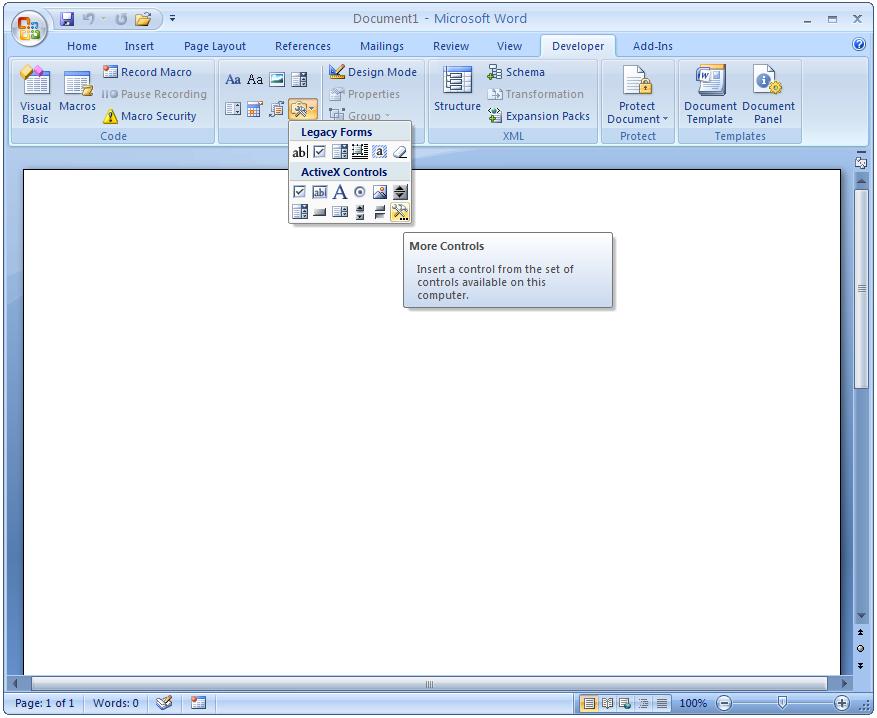 Document1 - Microsoft Word
Home Insert Page Layout References Mailings Review View Developer Add-Ins
Visual Basic
Macros
Record Macro
Pause Recording
Macro Security
Code
Aa Aa
Design Mode
Properties
Group
Structure
Schema
Transformation
Expansion Packs
XML
Protect
Document
Protect
Document
Template
Document
Panel
Templates
Legacy Forms
ab|
a
ActiveX Controls
abl
A
More Controls
Insert a control from the set of
controls available on this
computer.
Page: 1 of 1 Words: 0 100%